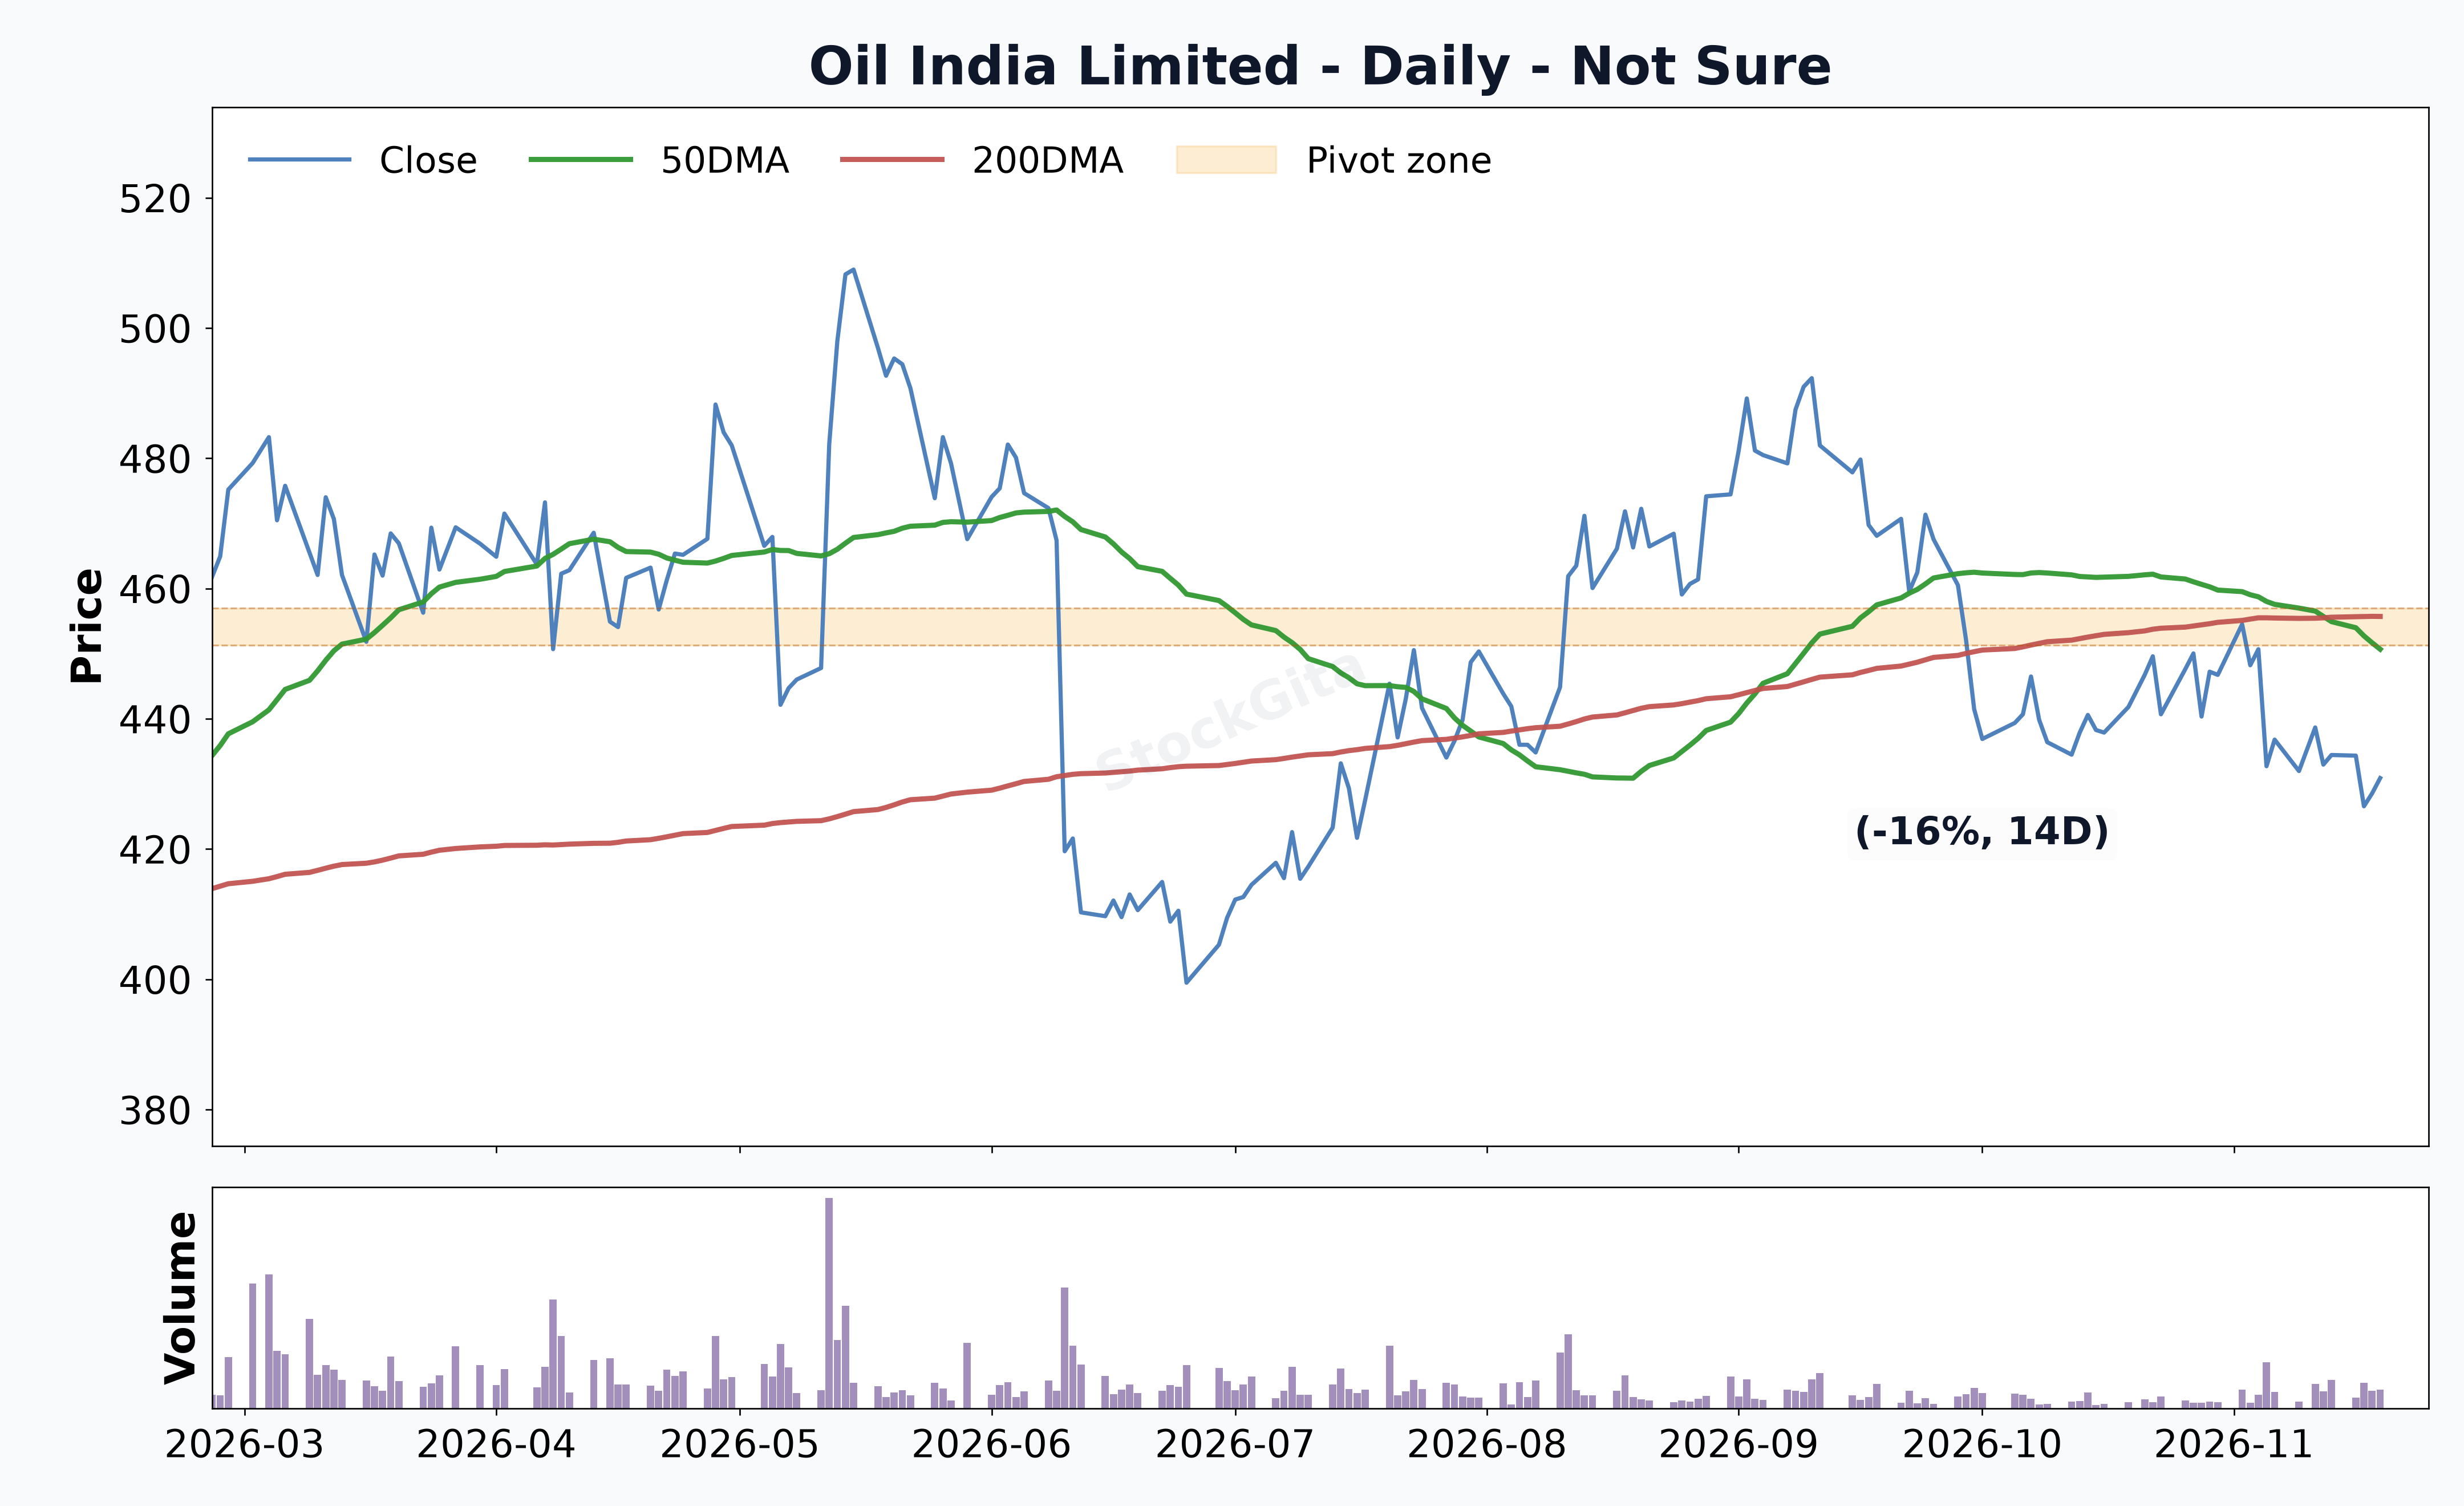 Oil India Limited - Daily - Not Sure
Close 50DMA 200DMA Pivot zone
520
500
480
460
440
420
400
380
Price
StockGita
(-16%, 14D)
Volume
2026-03 2026-04 2026-05 2026-06 2026-07 2026-08 2026-09 2026-10 2026-11